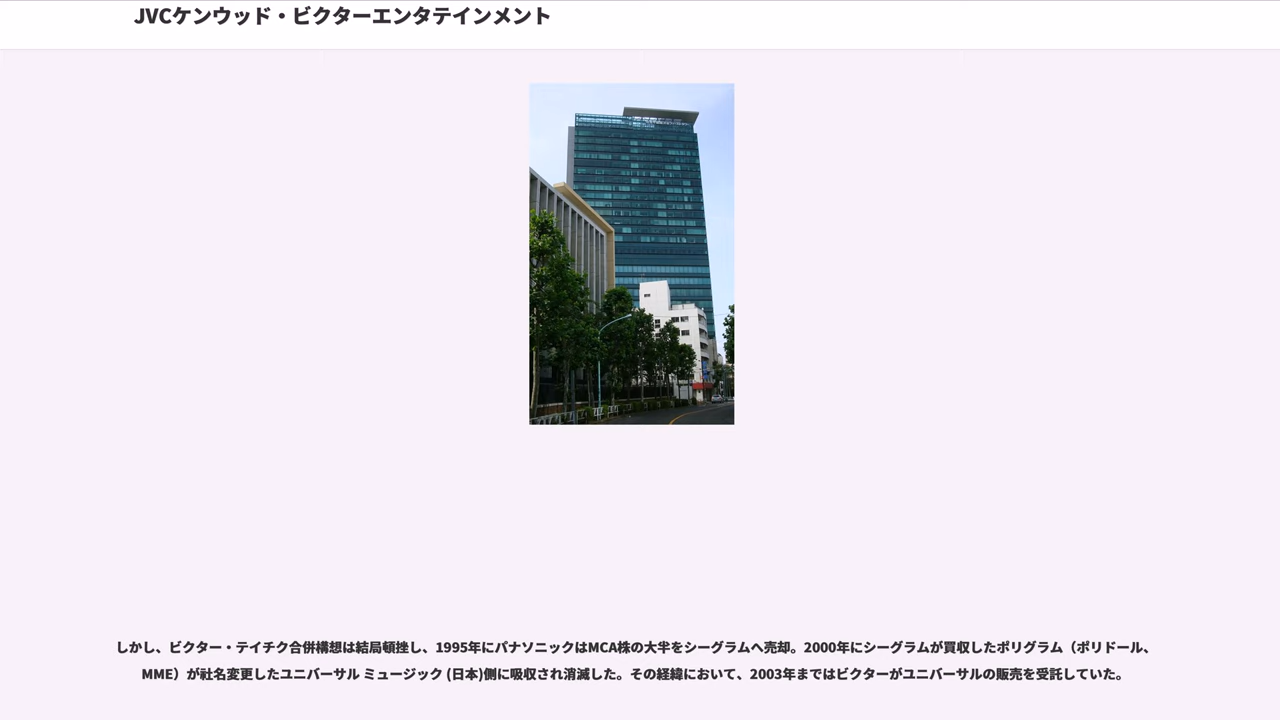 JVCケンウッド・ビクターエンタテインメント
しかし、ビクター・テイチク合併構想は結局頓挫し、1995年にパナソニックはMCA株の大半をシーグラムへ売却。2000年にシーグラムが買収したポリグラム（ポリドール、
MME）が社名変更したユニバーサル ミュージック (日本)側に吸収され消滅した。その経緯において、2003年まではビクターがユニバーサルの販売を受託していた。